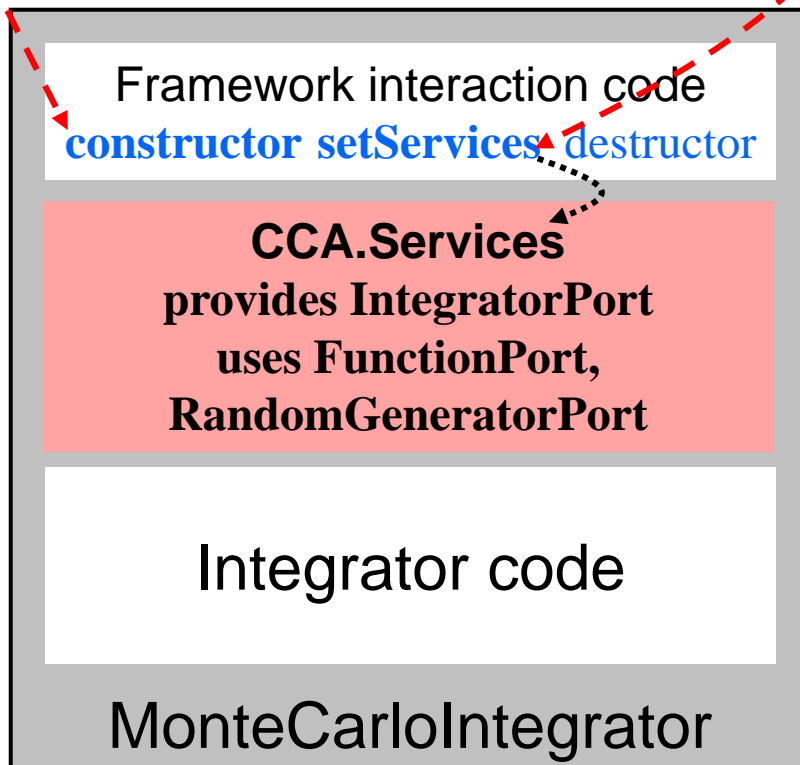 Framework interaction code
constructor setServices destructor
CCA.Services
provides IntegratorPort
uses FunctionPort,
RandomGeneratorPort
Integrator code
MonteCarloIntegrator